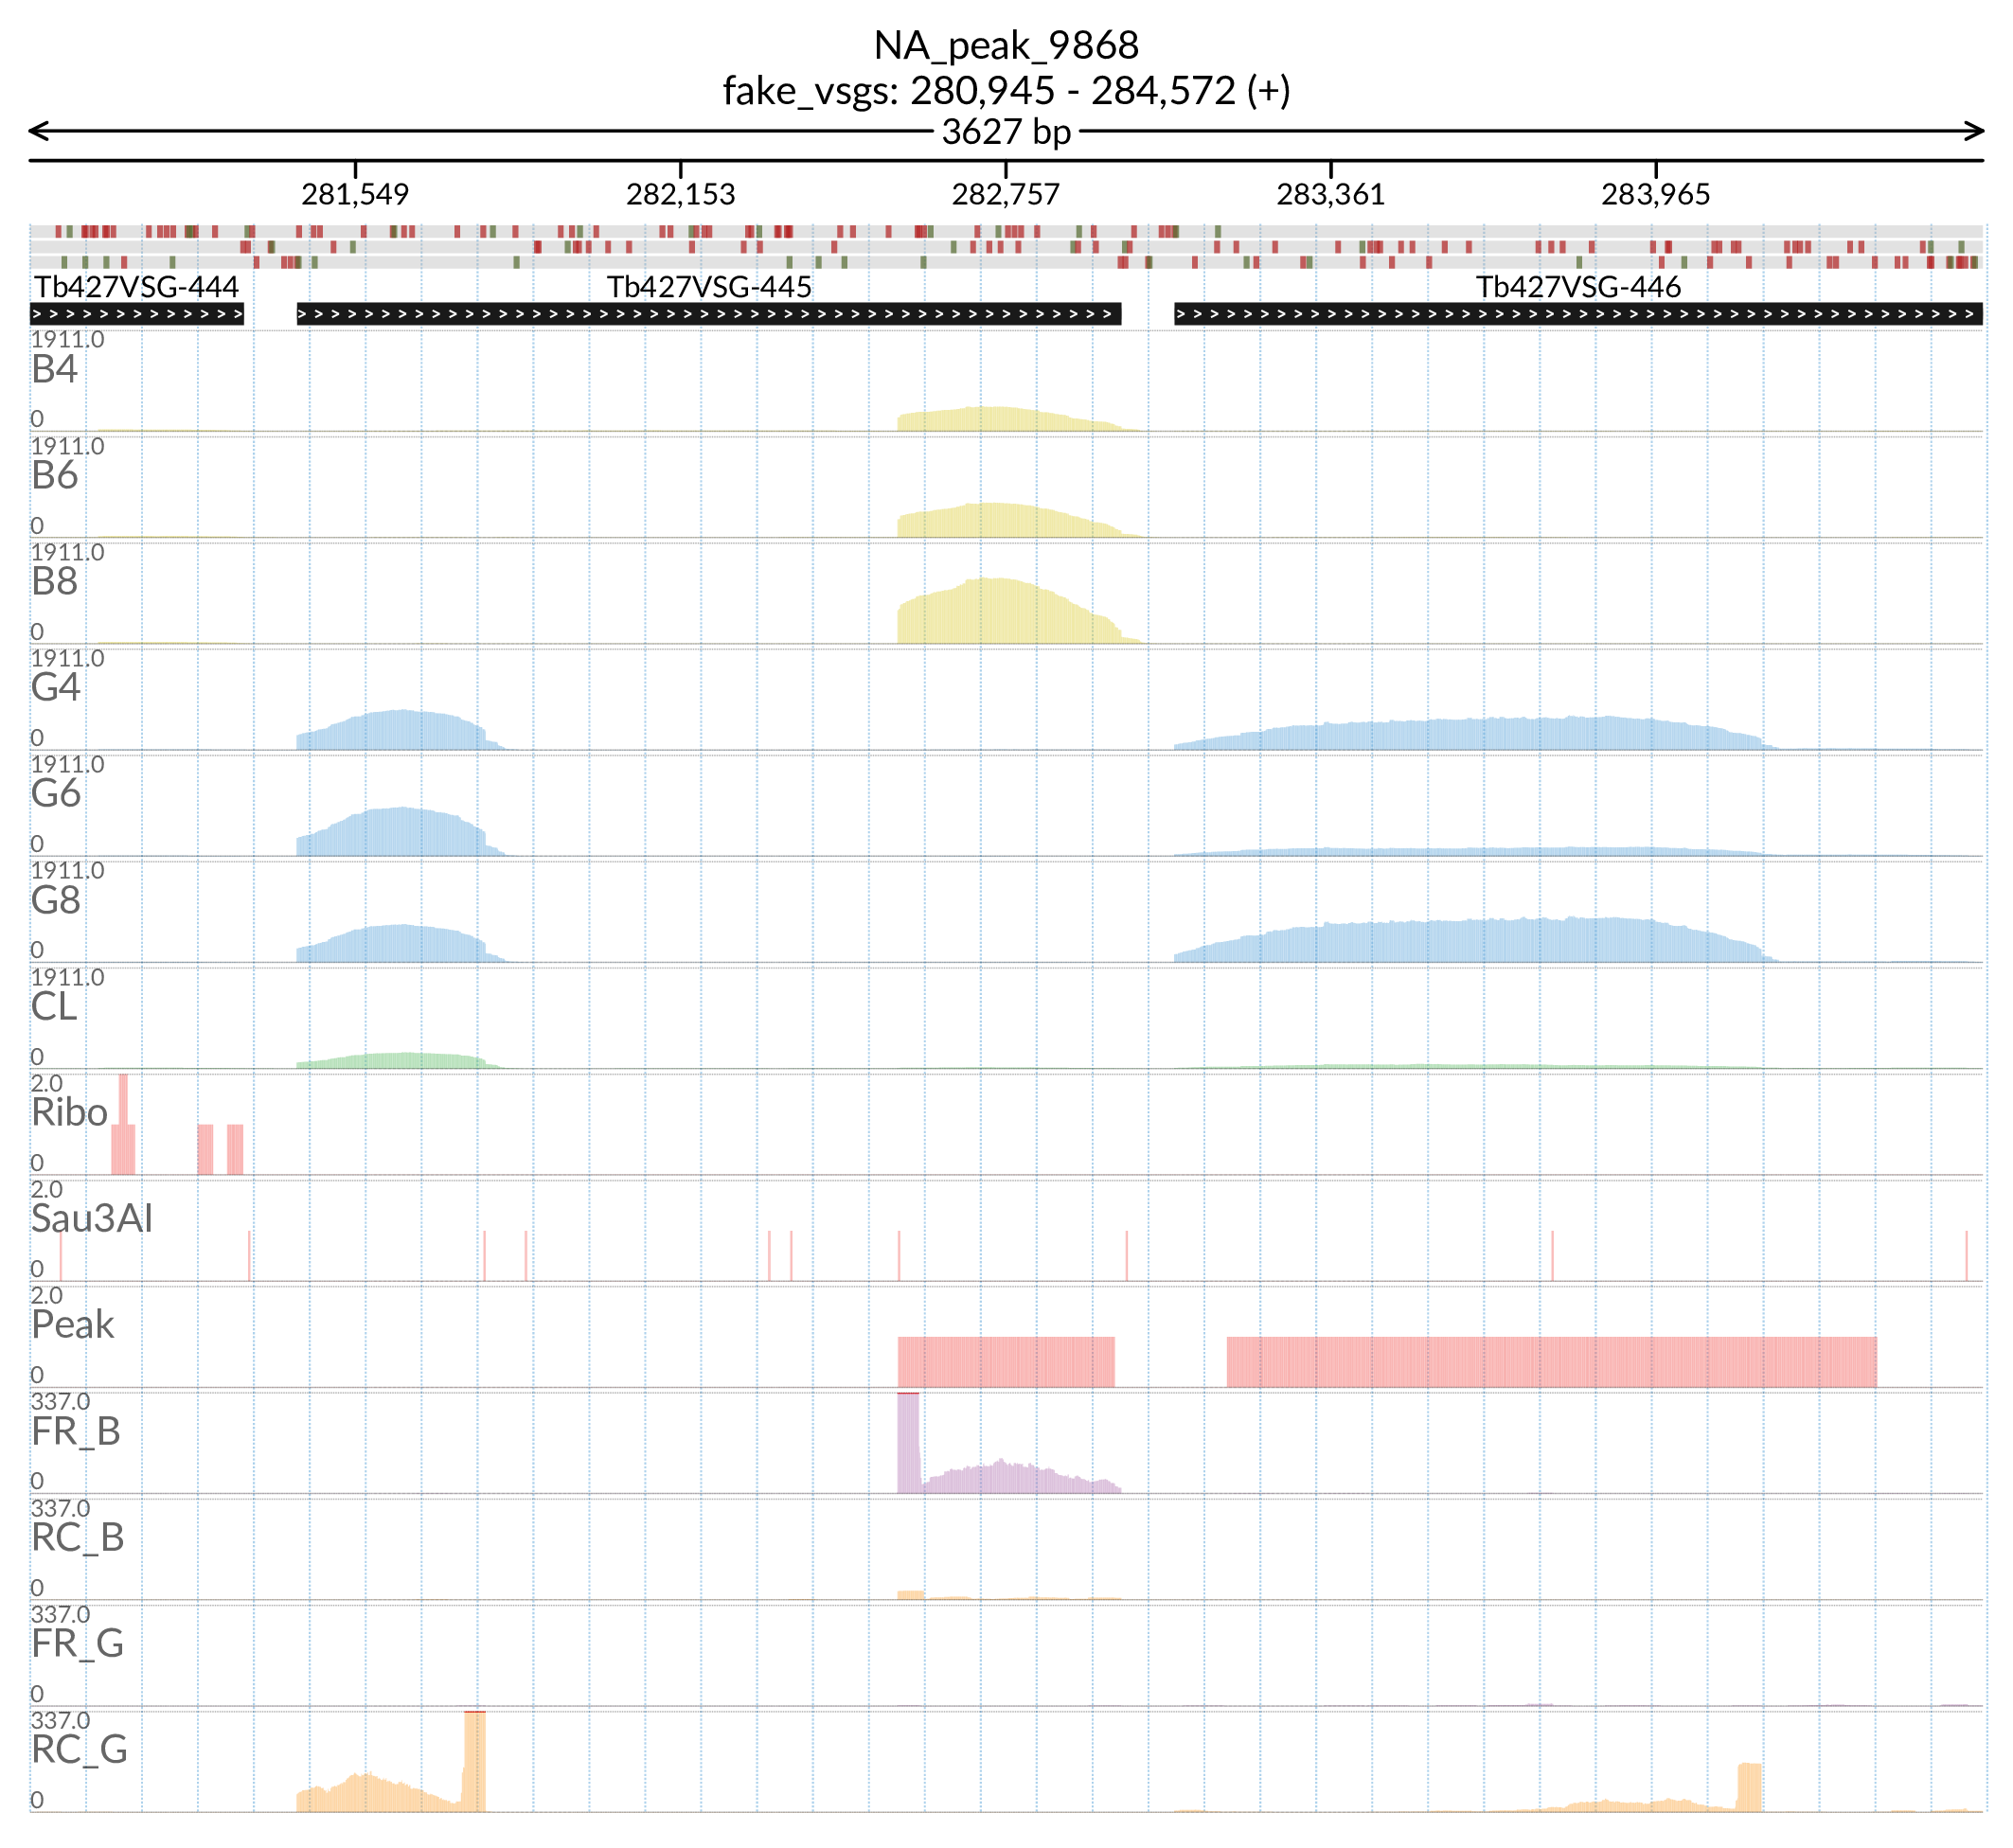 NA_peak_9868
fake_vsgs: 280,945 - 284,572 (+)
3627 bp
281,549 282,153 282,757 283,361 283,965
Tb427VSG-444 Tb427VSG-445 Tb427VSG-446
1911.0
B4
0
1911.0
B6
0
1911.0
B8
0
1911.0
G4
0
1911.0
G6
0
1911.0
G8
0
1911.0
CL
0
2.0
Ribo
0
2.0
Sau3AI
0
2.0
Peak
0
337.0
FR_B
0
337.0
RC_B
0
337.0
FR_G
0
337.0
RC_G
0